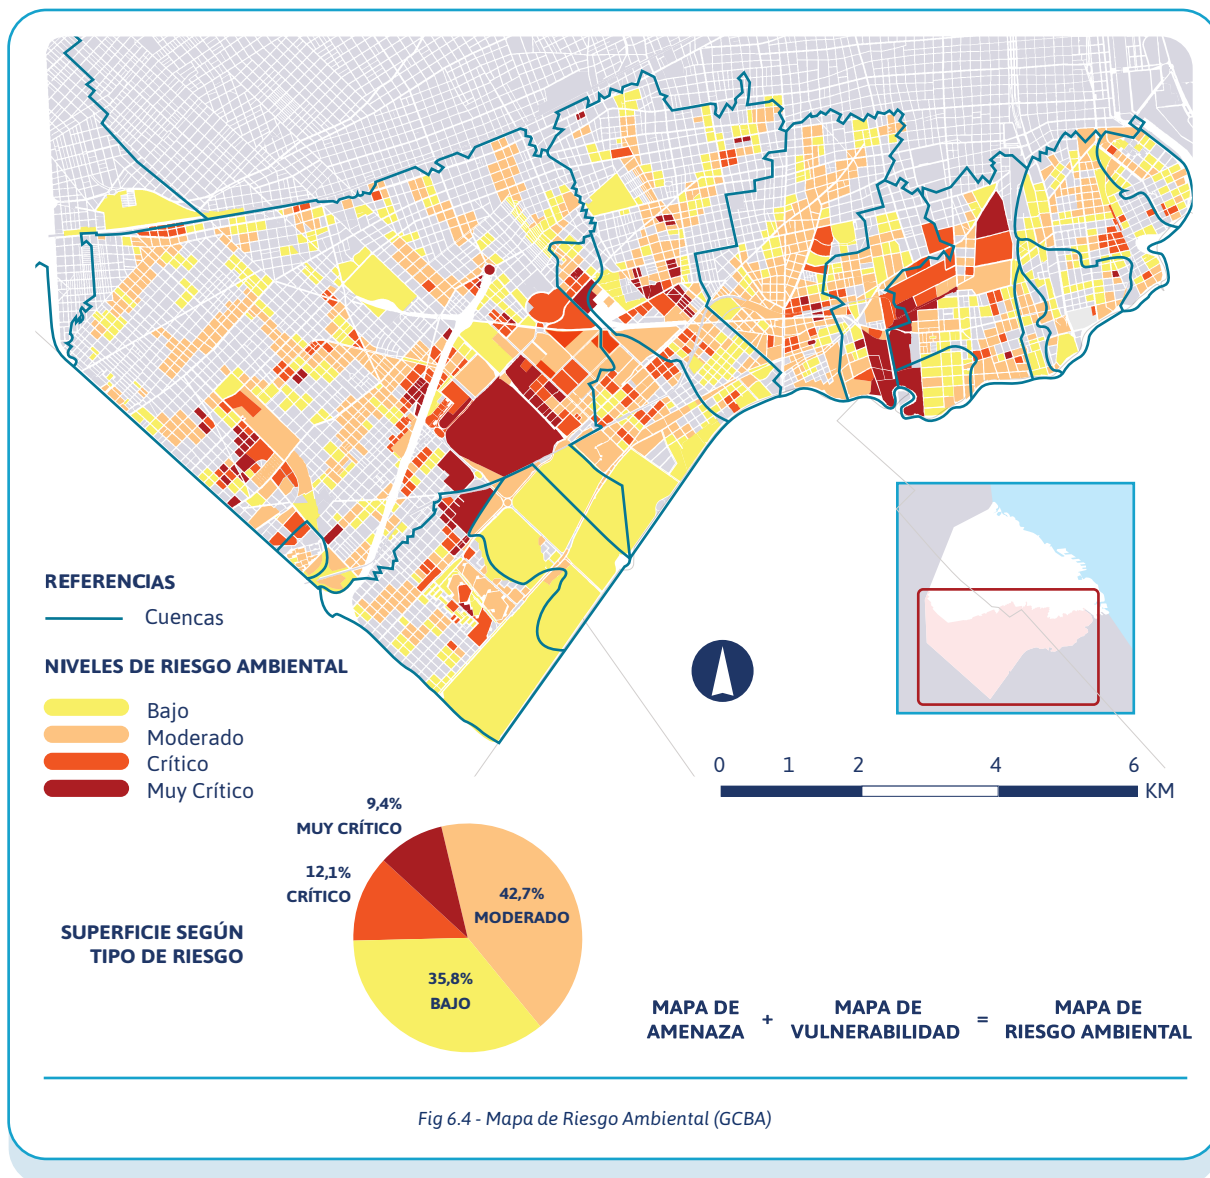 REFERENCIAS
Cuencas
NIVELES DE RIESGO AMBIENTAL
Bajo
Moderado
Crítico
Muy Crítico
0 1 2 4 6
KM
9,4%
MUY CRÍTICO
12,1%
CRÍTICO
42,7%
MODERADO
35,8%
BAJO
SUPERFICIE SEGÚN
TIPO DE RIESGO
MAPA DE
AMENAZA
+
MAPA DE
VULNERABILIDAD
=
MAPA DE
RIESGO AMBIENTAL
Fig 6.4 - Mapa de Riesgo Ambiental (GCBA)